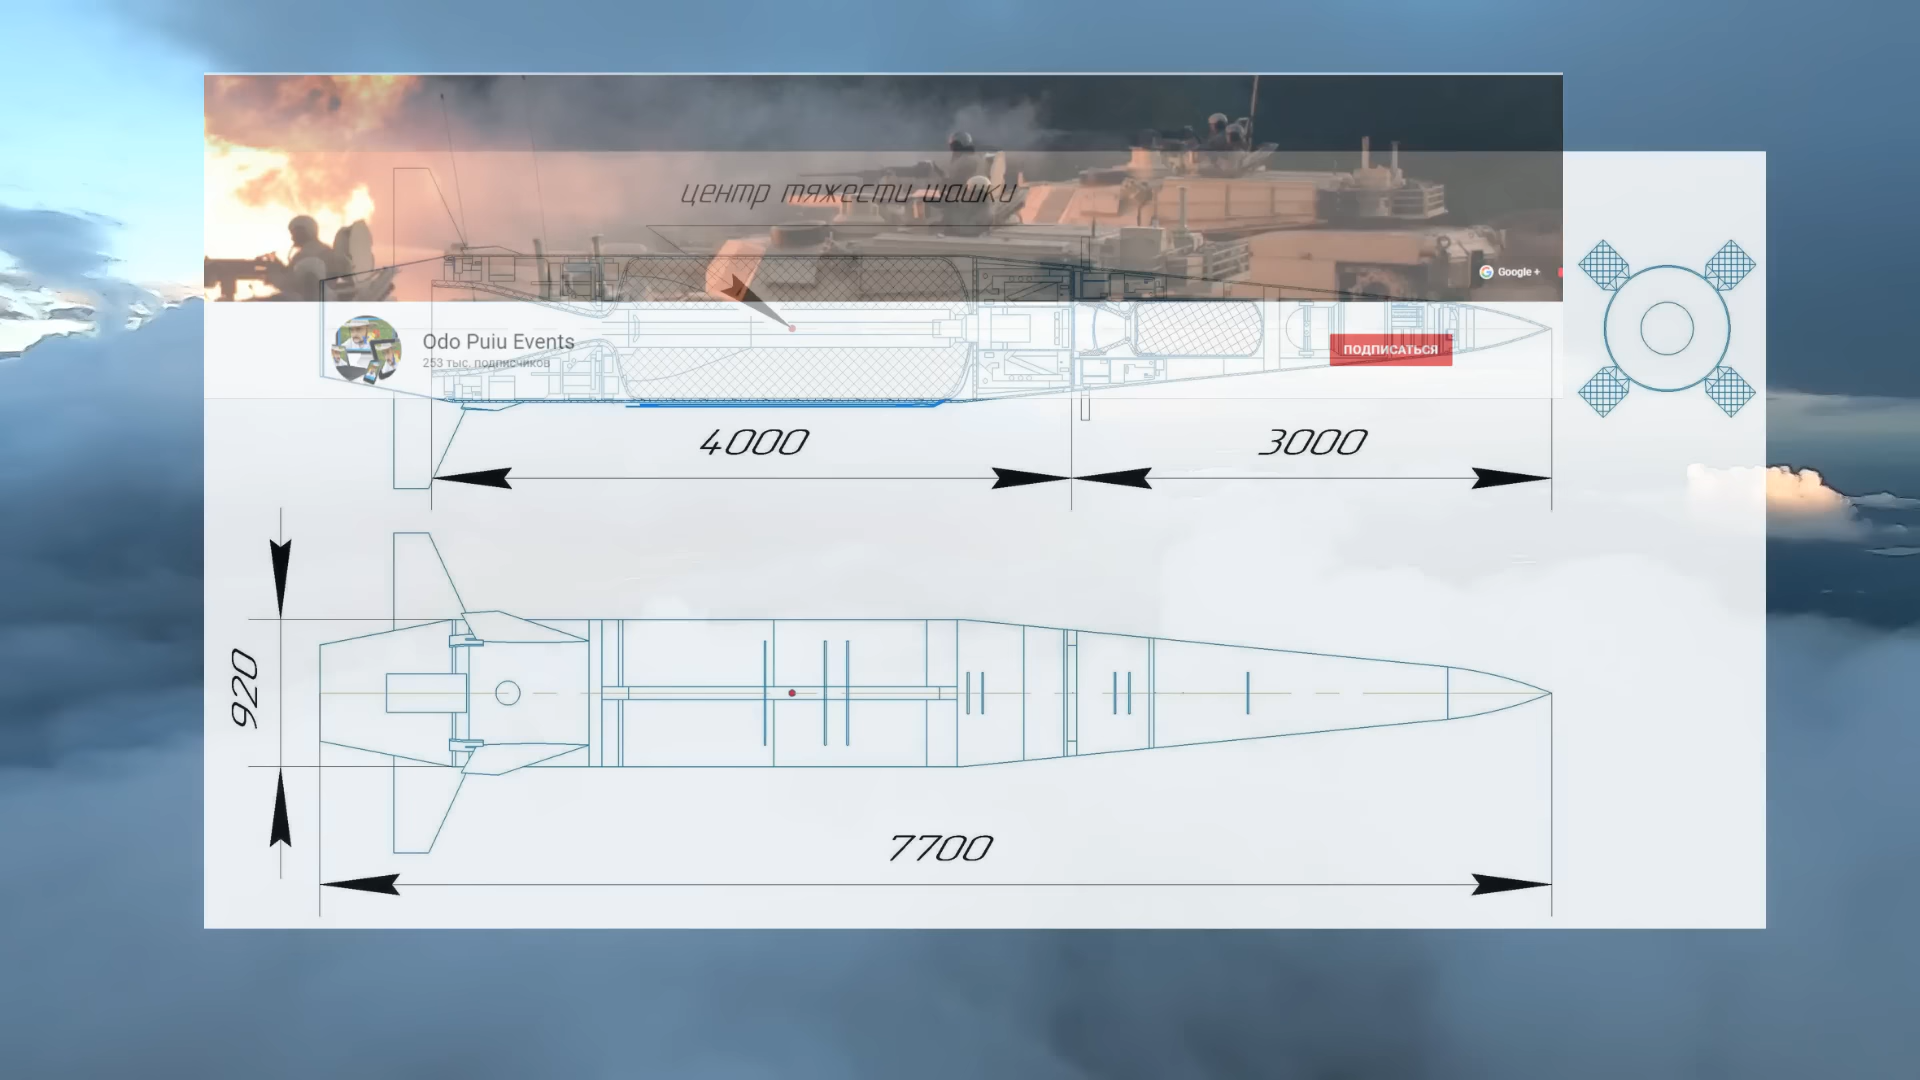 центр тяжести шашки
Google +
Odo Puiu Events
253 тыс. подписчиков
ПОДПИСАТЬСЯ
4000
3000
920
7700